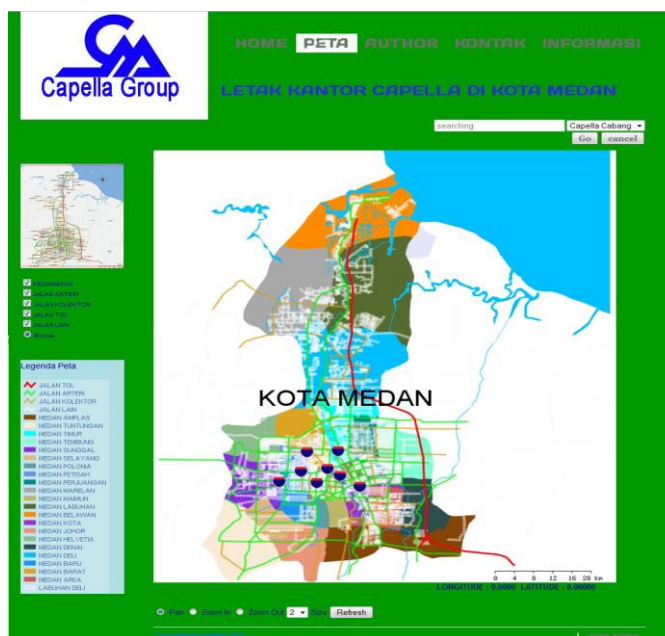 CM
Capella Group
HOME PETA AUTHOR KONTAK INFORMASI
LETAK KANTOR CAPELLA DI KOTA MEDAN
searching Capella Cabang
Go cancel
KECAMATAN
JALAN ARTERI
JALAN KOLEKTOR
JALAN TOL
JALAN LAIN
Legenda Peta
JALAN TOL
JALAN ARTERI
JALAN KOLEKTOR
JALAN LAIN
MEDAN AMPLAS
MEDAN TUNTUNGAN
MEDAN TIMUR
MEDAN TEMBUNG
MEDAN SUNGGAL
MEDAN SELAYANG
MEDAN POLONIA
MEDAN PETISAH
MEDAN PERJUANGAN
MEDAN MARELAN
MEDAN MAIMUN
MEDAN LABUHAN
MEDAN BELAWAN
MEDAN KOTA
MEDAN JOHOR
MEDAN HELVETIA
MEDAN DENAI
MEDAN DELI
MEDAN BARU
MEDAN BARAT
MEDAN AREA
LABUHAN DELI
KOTA MEDAN
0 4 8 12 16 20 km
LONGITUDE : 0.0000 LATITUDE : 0.00000
Pan Zoom In Zoom Out 2 Size Refresh